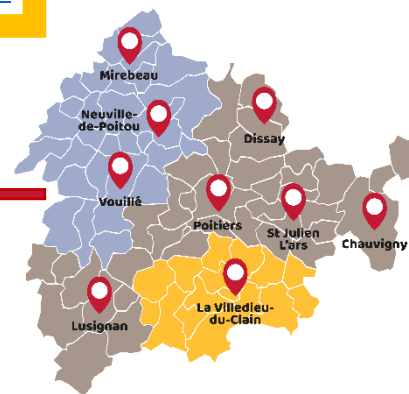 Mirebeau
Neuville-
de-Poitou
Dissay
Vouillé
Poitiers
St Julien
L'ars
Chauvigny
La Villedieu-
du-Clain
Lusignan